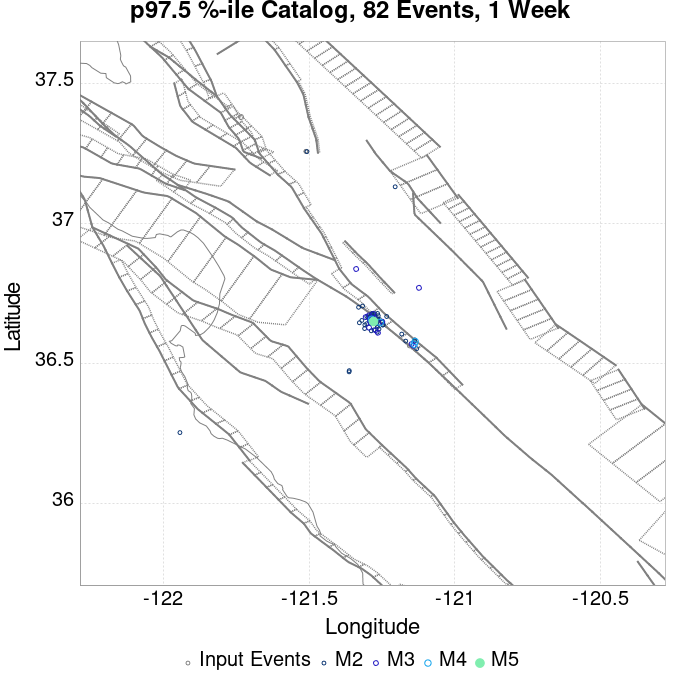 p97.5 %-ile Catalog, 82 Events, 1 Week
37.5
37
36.5
36
Latitude
-122 -121.5 -121 -120.5
Longitude
Input Events M2 M3 M4 M5